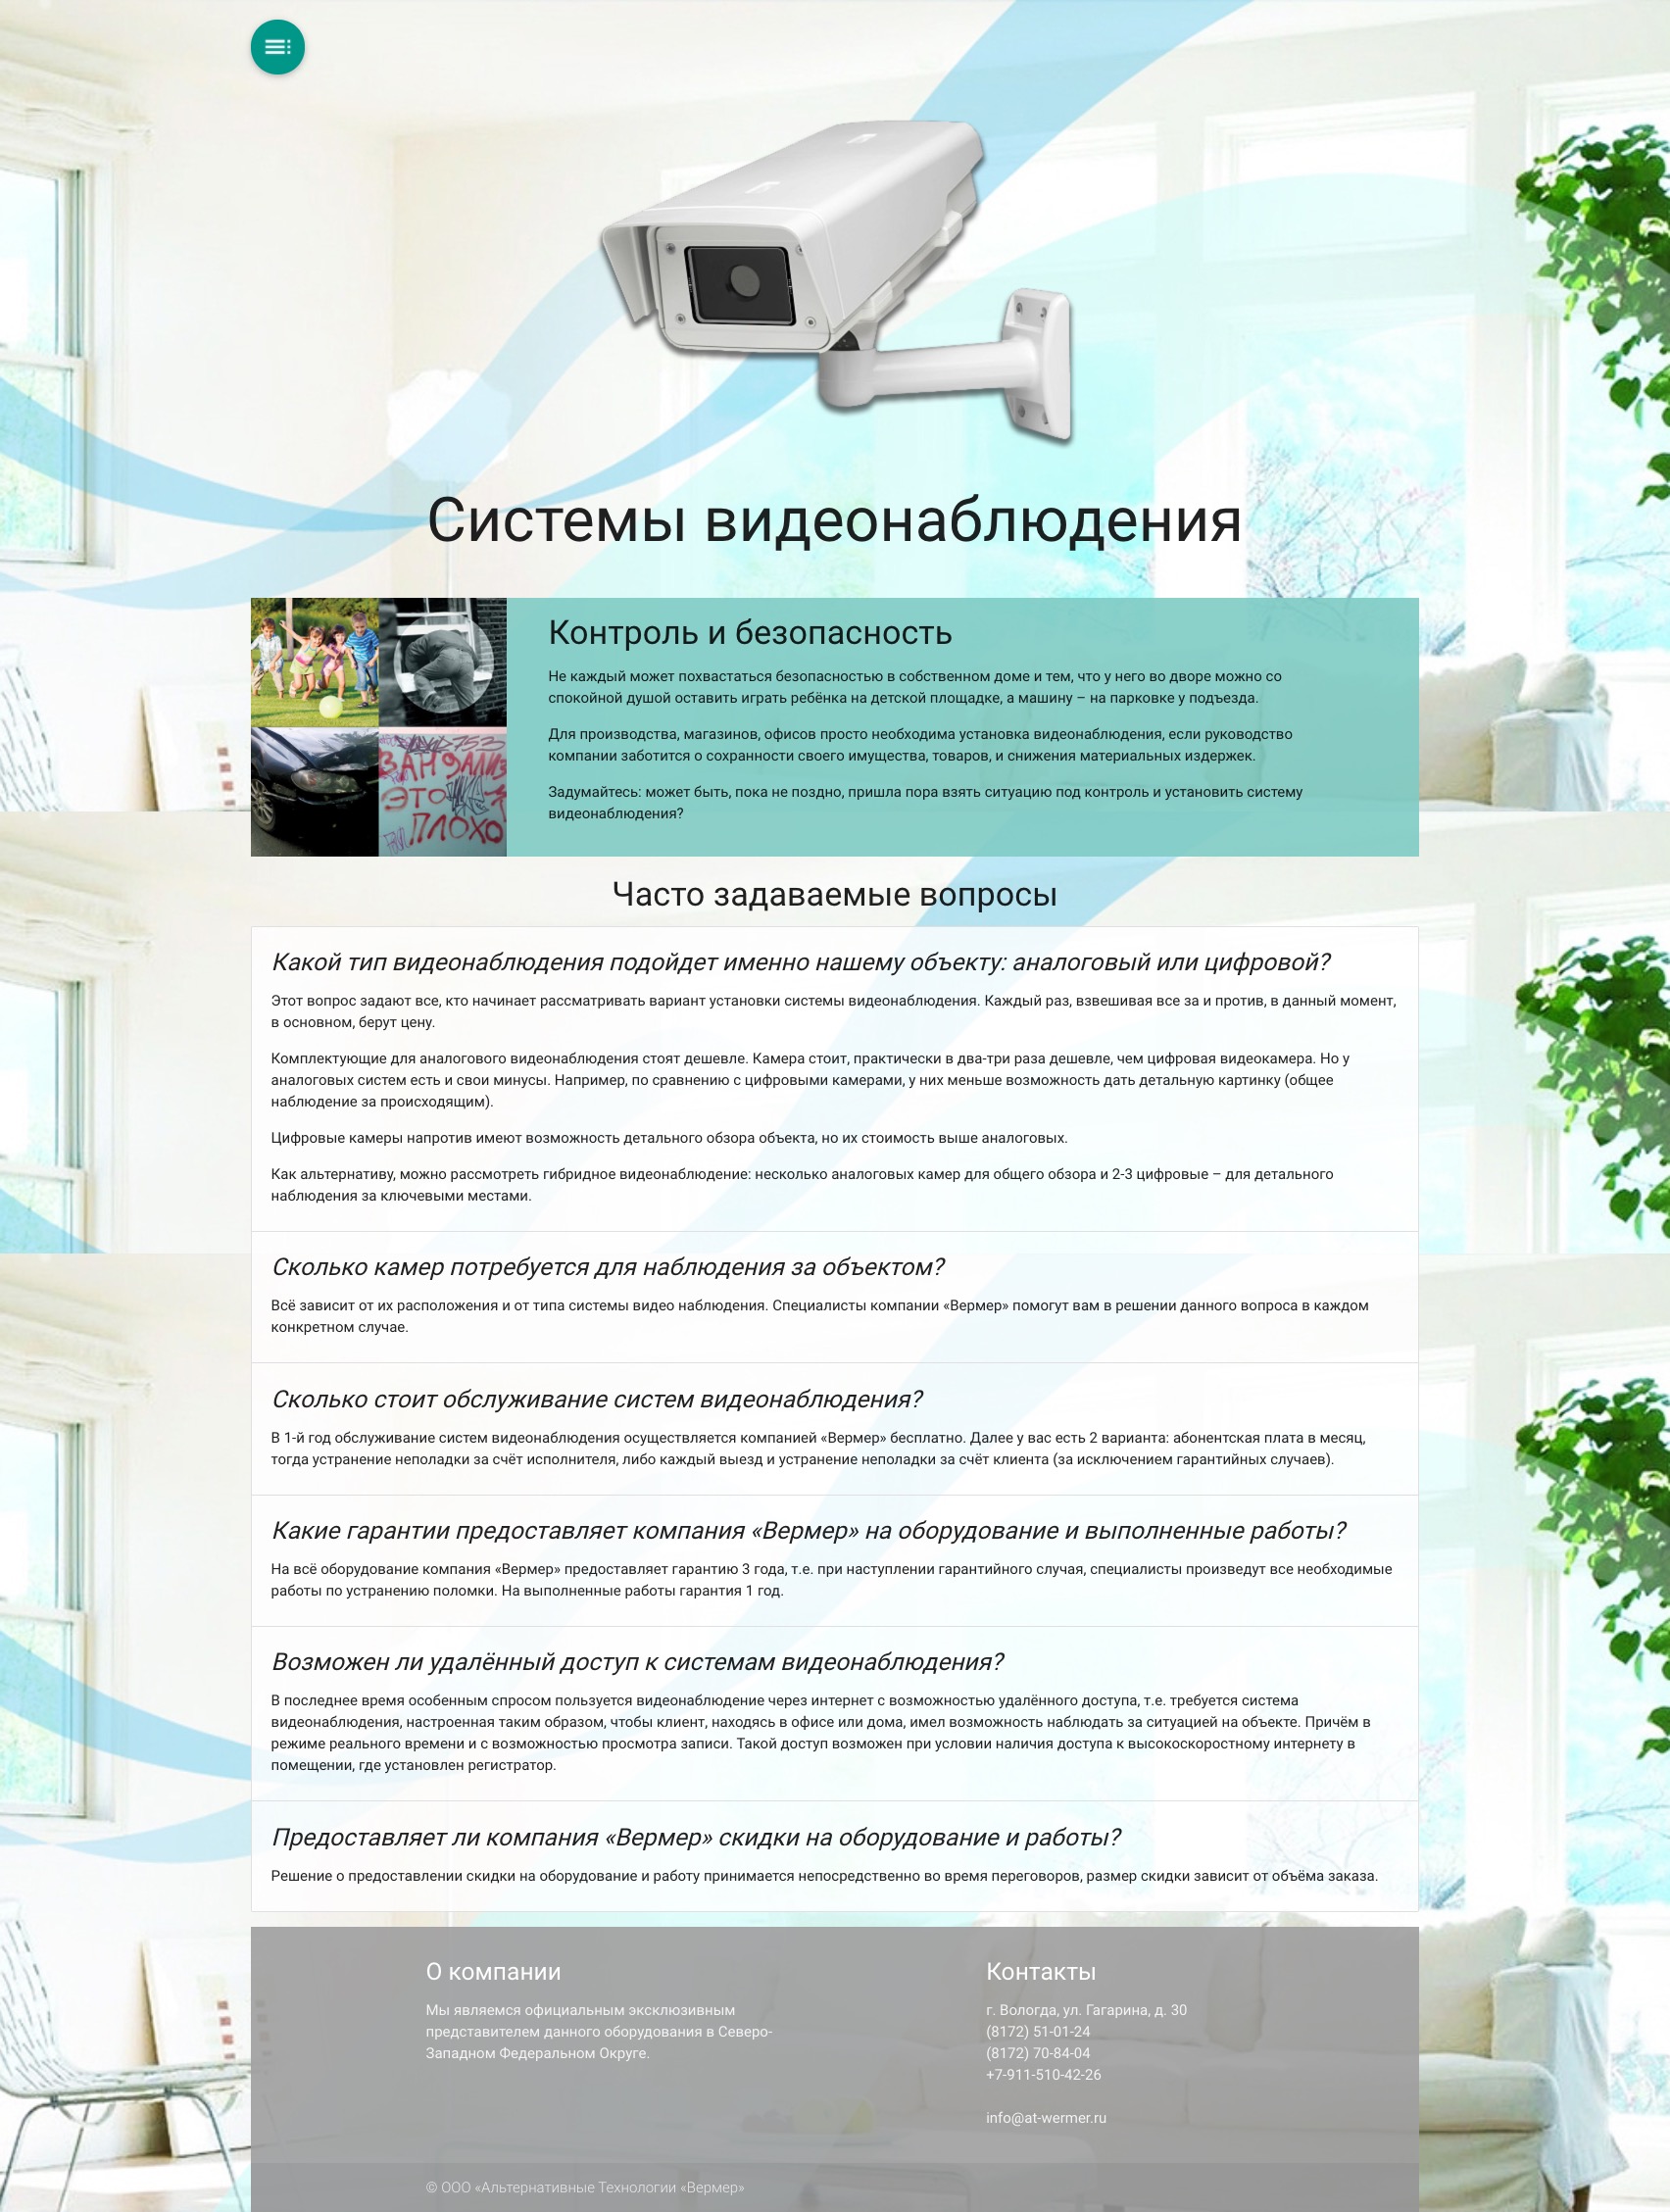 Системы видеонаблюдения
Контроль и безопасность
Не каждый может похвастаться безопасностью в собственном доме и тем, что у него во дворе можно со
спокойной душой оставить играть ребёнка на детской площадке, а машину – на парковке у подъезда.
Для производства, магазинов, офисов просто необходима установка видеонаблюдения, если руководство
компании заботится о сохранности своего имущества, товаров, и снижения материальных издержек.
Задумайтесь: может быть, пока не поздно, пришла пора взять ситуацию под контроль и установить систему
видеонаблюдения?
ВАНДАЛИЗ
ЭТО
ПЛОХО
Часто задаваемые вопросы
Какой тип видеонаблюдения подойдет именно нашему объекту: аналоговый или цифровой?
Этот вопрос задают все, кто начинает рассматривать вариант установки системы видеонаблюдения. Каждый раз, взвешивая все за и против, в данный момент,
в основном, берут цену.
Комплектующие для аналогового видеонаблюдения стоят дешевле. Камера стоит, практически в два-три раза дешевле, чем цифровая видеокамера. Но у
аналоговых систем есть и свои минусы. Например, по сравнению с цифровыми камерами, у них меньше возможность дать детальную картинку (общее
наблюдение за происходящим).
Цифровые камеры напротив имеют возможность детального обзора объекта, но их стоимость выше аналоговых.
Как альтернативу, можно рассмотреть гибридное видеонаблюдение: несколько аналоговых камер для общего обзора и 2-3 цифровые – для детального
наблюдения за ключевыми местами.
Сколько камер потребуется для наблюдения за объектом?
Всё зависит от их расположения и от типа системы видео наблюдения. Специалисты компании «Вермер» помогут вам в решении данного вопроса в каждом
конкретном случае.
Сколько стоит обслуживание систем видеонаблюдения?
В 1-й год обслуживание систем видеонаблюдения осуществляется компанией «Вермер» бесплатно. Далее у вас есть 2 варианта: абонентская плата в месяц,
тогда устранение неполадки за счёт исполнителя, либо каждый выезд и устранение неполадки за счёт клиента (за исключением гарантийных случаев).
Какие гарантии предоставляет компания «Вермер» на оборудование и выполненные работы?
На всё оборудование компания «Вермер» предоставляет гарантию 3 года, т.е. при наступлении гарантийного случая, специалисты произведут все необходимые
работы по устранению поломки. На выполненные работы гарантия 1 год.
Возможен ли удалённый доступ к системам видеонаблюдения?
В последнее время особенным спросом пользуется видеонаблюдение через интернет с возможностью удалённого доступа, т.е. требуется система
видеонаблюдения, настроенная таким образом, чтобы клиент, находясь в офисе или дома, имел возможность наблюдать за ситуацией на объекте. Причём в
режиме реального времени и с возможностью просмотра записи. Такой доступ возможен при условии наличия доступа к высокоскоростному интернету в
помещении, где установлен регистратор.
Предоставляет ли компания «Вермер» скидки на оборудование и работы?
Решение о предоставлении скидки на оборудование и работу принимается непосредственно во время переговоров, размер скидки зависит от объёма заказа.
О компании
Мы являемся официальным эксклюзивным
представителем данного оборудования в Северо-
Западном Федеральном Округе.
Контакты
г. Вологда, ул. Гагарина, д. 30
(8172) 51-01-24
(8172) 70-84-04
+7-911-510-42-26
info@at-wermer.ru
© ООО «Альтернативные Технологии «Вермер»